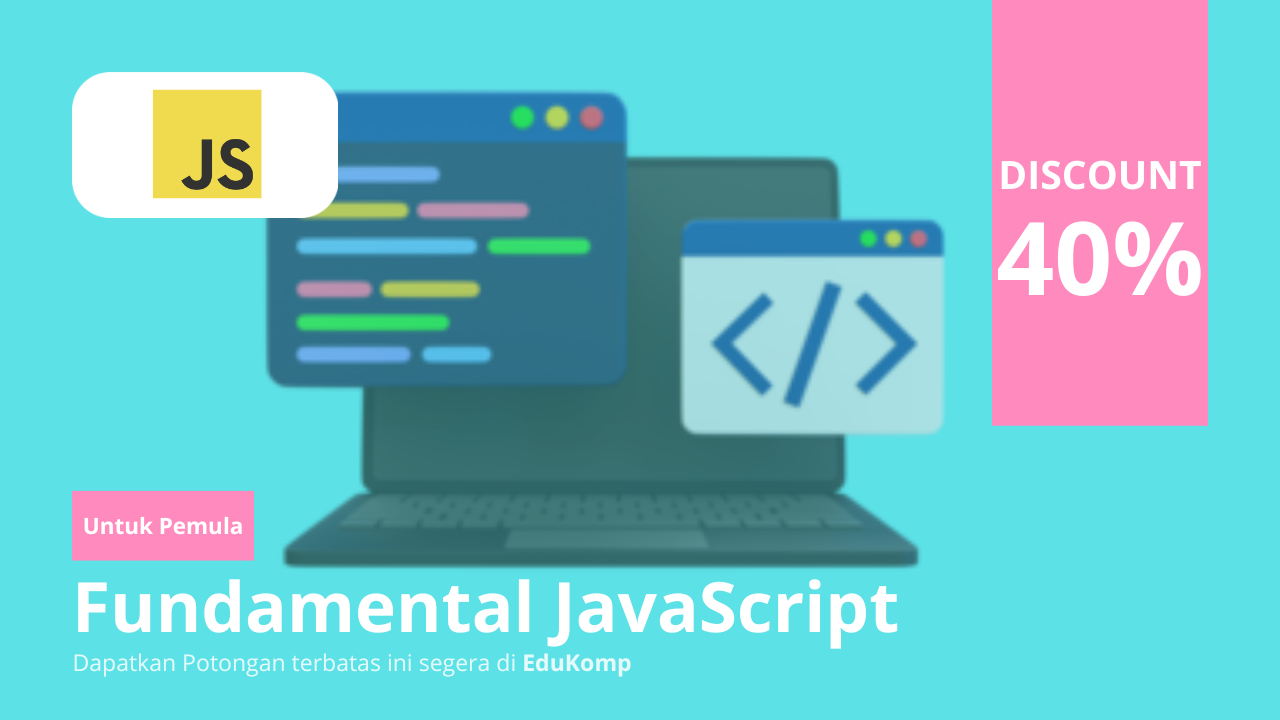 JS
DISCOUNT
40%
</>
Untuk Pemula
Fundamental JavaScript
Dapatkan Potongan terbatas ini segera di EduKomp